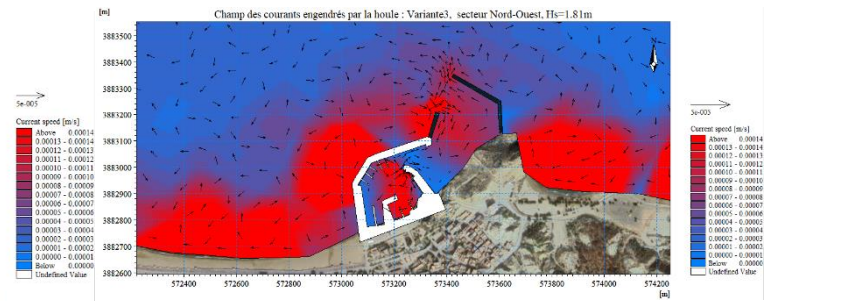 Champ des courants engendrés par la houle : Variante3, secteur Nord-Ouest, Hs=1.81m
[m]
3883500
3883400
3883300
3883200
3883100
3883000
3882900
3882800
3882700
3882600
572400
572600
572800
573000
573200
573400
573600
573800
574000
574200
[m]
N
5e-005
Current speed [m/s]
Above 0.00014
0.00013 - 0.00014
0.00012 - 0.00013
0.00011 - 0.00012
0.00010 - 0.00011
0.00009 - 0.00010
0.00008 - 0.00009
0.00007 - 0.00008
0.00006 - 0.00007
0.00005 - 0.00006
0.00004 - 0.00005
0.00003 - 0.00004
0.00002 - 0.00003
0.00001 - 0.00002
0.00000 - 0.00001
Below 0.00000
Undefined Value
5e-005
Current speed [m/s]
Above 0.00014
0.00013 - 0.00014
0.00012 - 0.00013
0.00011 - 0.00012
0.00010 - 0.00011
0.00009 - 0.00010
0.00008 - 0.00009
0.00007 - 0.00008
0.00006 - 0.00007
0.00005 - 0.00006
0.00004 - 0.00005
0.00003 - 0.00004
0.00002 - 0.00003
0.00001 - 0.00002
0.00000 - 0.00001
Below 0.00000
Undefined Value